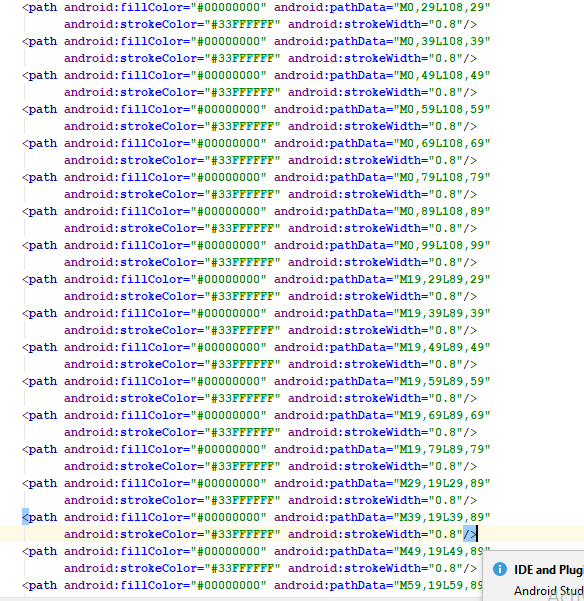 <path android:fillColor="#00000000" android:pathData="M0,29L108,29"
android:strokeColor="#33FFFFFF" android:strokeWidth="0.8"/>
<path android:fillColor="#00000000" android:pathData="M0,39L108,39"
android:strokeColor="#33FFFFFF" android:strokeWidth="0.8"/>
<path android:fillColor="#00000000" android:pathData="M0,49L108,49"
android:strokeColor="#33FFFFFF" android:strokeWidth="0.8"/>
<path android:fillColor="#00000000" android:pathData="M0,59L108,59"
android:strokeColor="#33FFFFFF" android:strokeWidth="0.8"/>
<path android:fillColor="#00000000" android:pathData="M0,69L108,69"
android:strokeColor="#33FFFFFF" android:strokeWidth="0.8"/>
<path android:fillColor="#00000000" android:pathData="M0,79L108,79"
android:strokeColor="#33FFFFFF" android:strokeWidth="0.8"/>
<path android:fillColor="#00000000" android:pathData="M0,89L108,89"
android:strokeColor="#33FFFFFF" android:strokeWidth="0.8"/>
<path android:fillColor="#00000000" android:pathData="M0,99L108,99"
android:strokeColor="#33FFFFFF" android:strokeWidth="0.8"/>
<path android:fillColor="#00000000" android:pathData="M19,29L89,29"
android:strokeColor="#33FFFFFF" android:strokeWidth="0.8"/>
<path android:fillColor="#00000000" android:pathData="M19,39L89,39"
android:strokeColor="#33FFFFFF" android:strokeWidth="0.8"/>
<path android:fillColor="#00000000" android:pathData="M19,49L89,49"
android:strokeColor="#33FFFFFF" android:strokeWidth="0.8"/>
<path android:fillColor="#00000000" android:pathData="M19,59L89,59"
android:strokeColor="#33FFFFFF" android:strokeWidth="0.8"/>
<path android:fillColor="#00000000" android:pathData="M19,69L89,69"
android:strokeColor="#33FFFFFF" android:strokeWidth="0.8"/>
<path android:fillColor="#00000000" android:pathData="M19,79L89,79"
android:strokeColor="#33FFFFFF" android:strokeWidth="0.8"/>
<path android:fillColor="#00000000" android:pathData="M29,19L29,89"
android:strokeColor="#33FFFFFF" android:strokeWidth="0.8"/>
<path android:fillColor="#00000000" android:pathData="M39,19L39,89"
android:strokeColor="#33FFFFFF" android:strokeWidth="0.8"/>
<path android:fillColor="#00000000" android:pathData="M49,19L49,89"
android:strokeColor="#33FFFFFF" android:strokeWidth=
IDE and Plug
<path android:fillColor="#00000000" android:pathData="M59,19L59,89
Android Stud